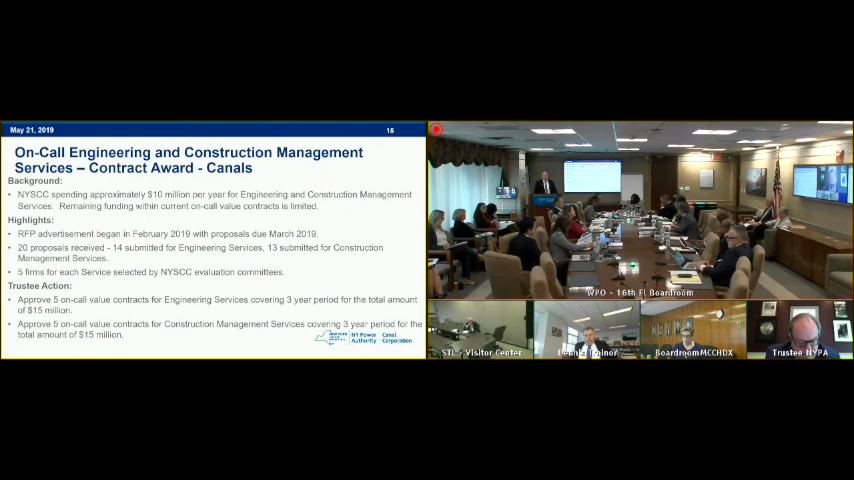 May 21, 2019
15
On-Call Engineering and Construction Management
Services – Contract Award - Canals
Background:
• NYSCC spending approximately $10 million per year for Engineering and Construction Management
Services. Remaining funding within current on-call value contracts is limited.
Highlights:
• RFP advertisement began in February 2019 with proposals due March 2019.
• 20 proposals received - 14 submitted for Engineering Services, 13 submitted for Construction
Management Services.
• 5 firms for each Service selected by NYSCC evaluation committees.
Trustee Action:
• Approve 5 on-call value contracts for Engineering Services covering 3 year period for the total amount
of $15 million.
• Approve 5 on-call value contracts for Construction Management Services covering 3 year period for the
total amount of $15 million.
NY Power
Authority
Canal
Corporation
WPO - 16th Fl Boardroom
STL - Visitor Center
Dennis Trainor
BoardroomMCCHDX
Trustee NYPA